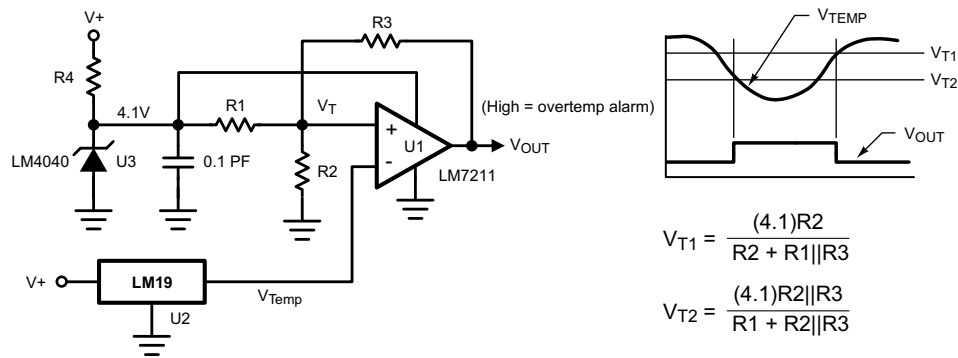 V+
R3
R4
4.1V
R1
VT
(High = overtemp alarm)
+
U1
-
VOUT
LM4040
U3
0.1 PF
R2
LM7211
V+
LM19
VTemp
U2
VTEMP
VT1
VT2
VOUT
VT1 = (4.1)R2 / R2 + R1||R3
VT2 = (4.1)R2||R3 / R1 + R2||R3